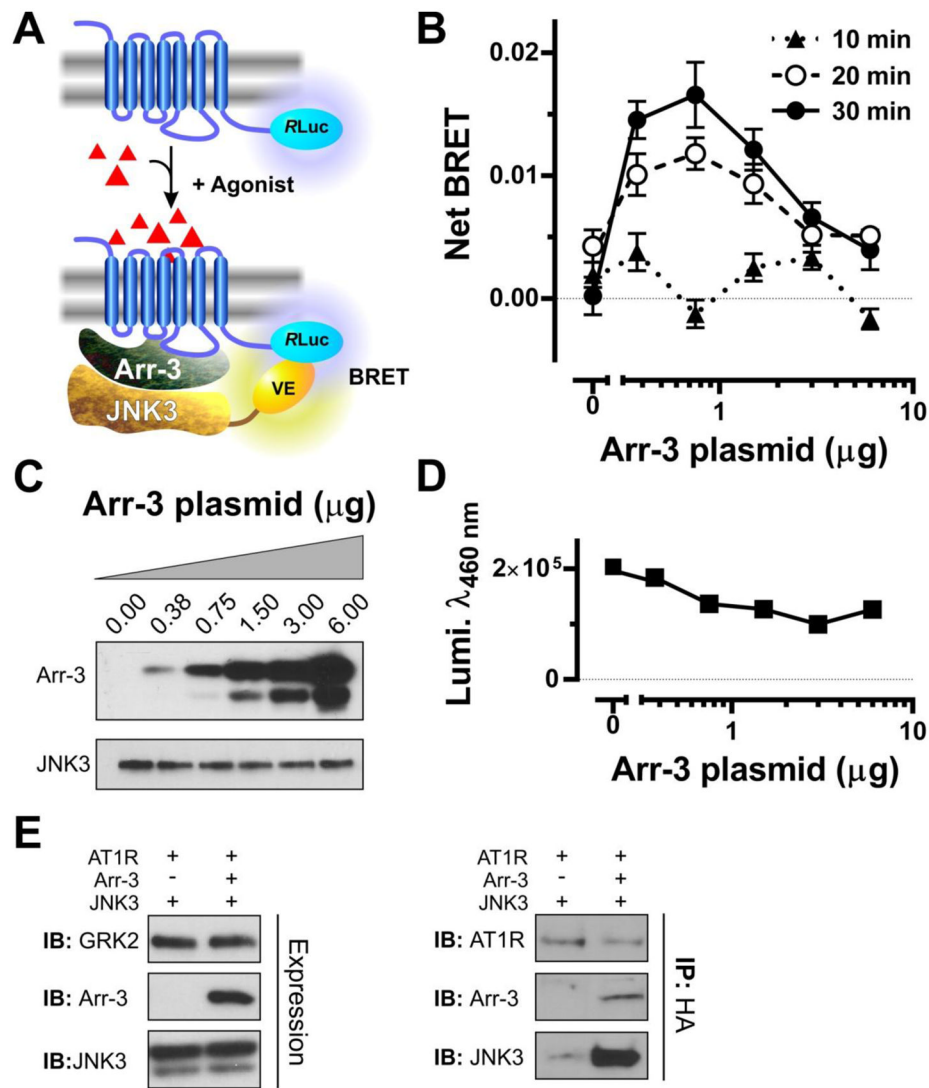 A
RLuc
+ Agonist
RLuc
Arr-3
VE
BRET
JNK3
B
10 min
20 min
30 min
Net BRET
0.02
0.01
0.00
0
1
10
Arr-3 plasmid (μg)
C
Arr-3 plasmid (μg)
0.00
0.38
0.75
1.50
3.00
6.00
Arr-3
JNK3
D
Lumi. λ460 nm
2×10⁵
0
0
1
10
Arr-3 plasmid (μg)
E
AT1R + +
Arr-3 - +
JNK3 + +
IB: GRK2
IB: Arr-3
IB:JNK3
Expression
AT1R + +
Arr-3 - +
JNK3 + +
IB: AT1R
IB: Arr-3
IB: JNK3
IP: HA